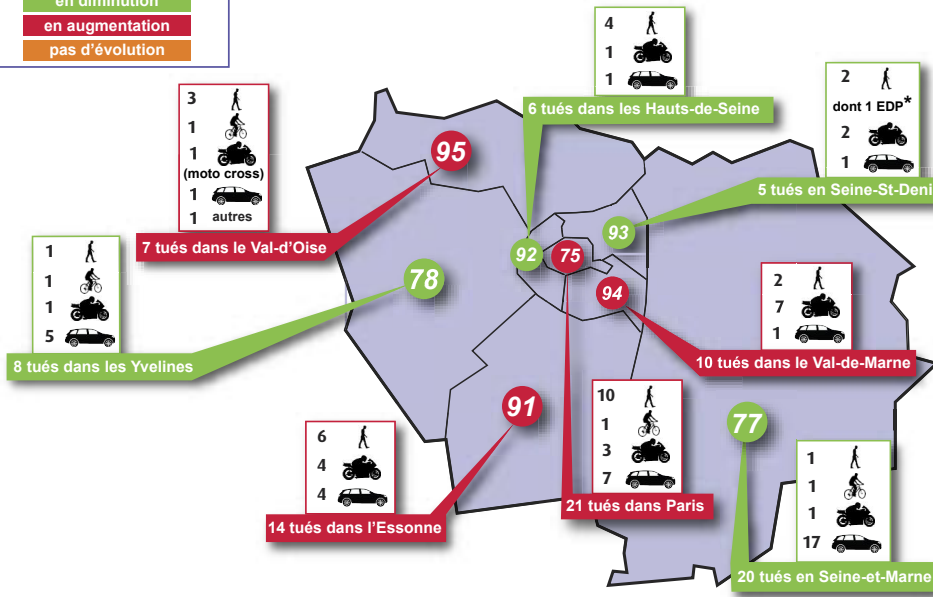 en diminution
en augmentation
pas d'évolution
4
1
1
6 tués dans les Hauts-de-Seine
2
dont 1 EDP*
2
1
5 tués en Seine-St-Deni
3
1
1
(moto cross)
1
1 autres
7 tués dans le Val-d'Oise
95
93
92
75
78
94
1
1
1
5
8 tués dans les Yvelines
2
7
1
10 tués dans le Val-de-Marne
91
77
10
1
3
7
21 tués dans Paris
6
4
4
14 tués dans l'Essonne
1
1
1
17
20 tués en Seine-et-Marne